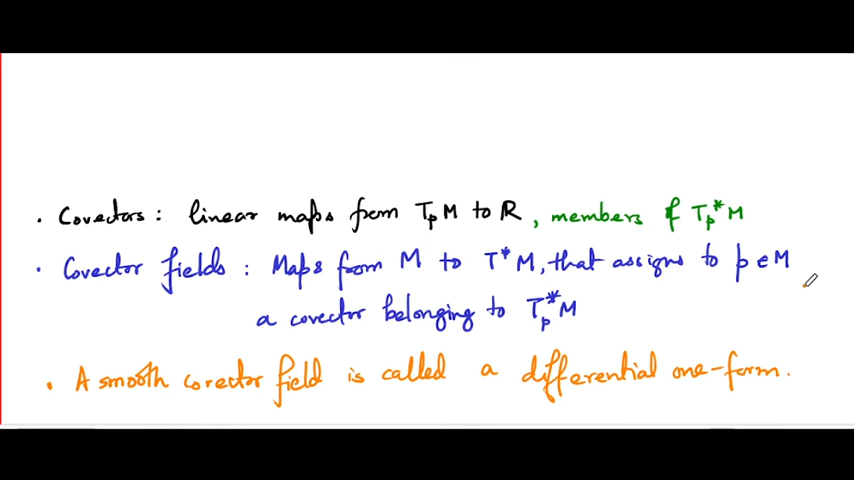 . Covectors: linear maps from TₚM to ℝ, members of Tₚ*M
. Covector fields: Maps from M to T*M, that assigns to p ∈ M
a covector belonging to Tₚ*M
. A smooth covector field is called a differential one-form.